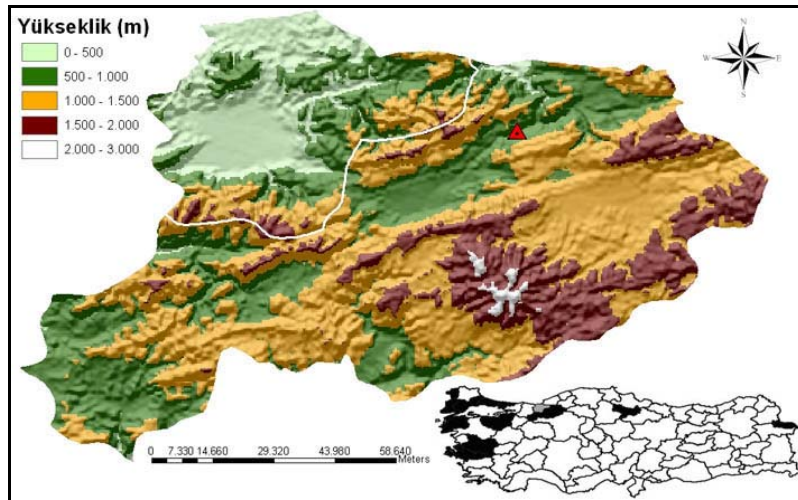 Yükseklik (m)
0 - 500
500 - 1.000
1.000 - 1.500
1.500 - 2.000
2.000 - 3.000
N
W E
S
0 7.330 14.660 29.320 43.980 58.640
Meters